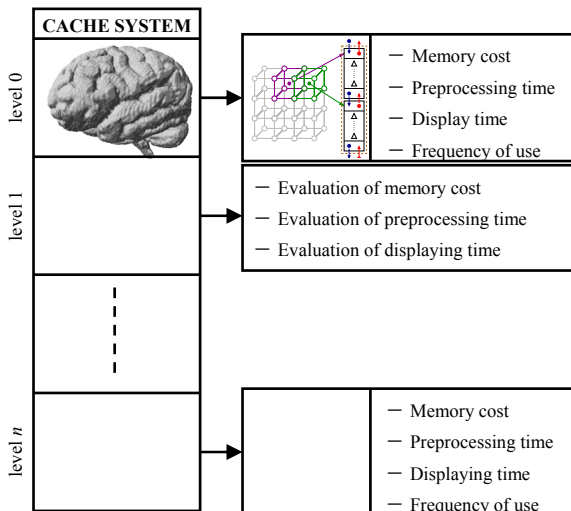 CACHE SYSTEM
level 0
— Memory cost
— Preprocessing time
— Display time
— Frequency of use
level 1
— Evaluation of memory cost
— Evaluation of preprocessing time
— Evaluation of displaying time
level n
— Memory cost
— Preprocessing time
— Displaying time
— Frequency of use